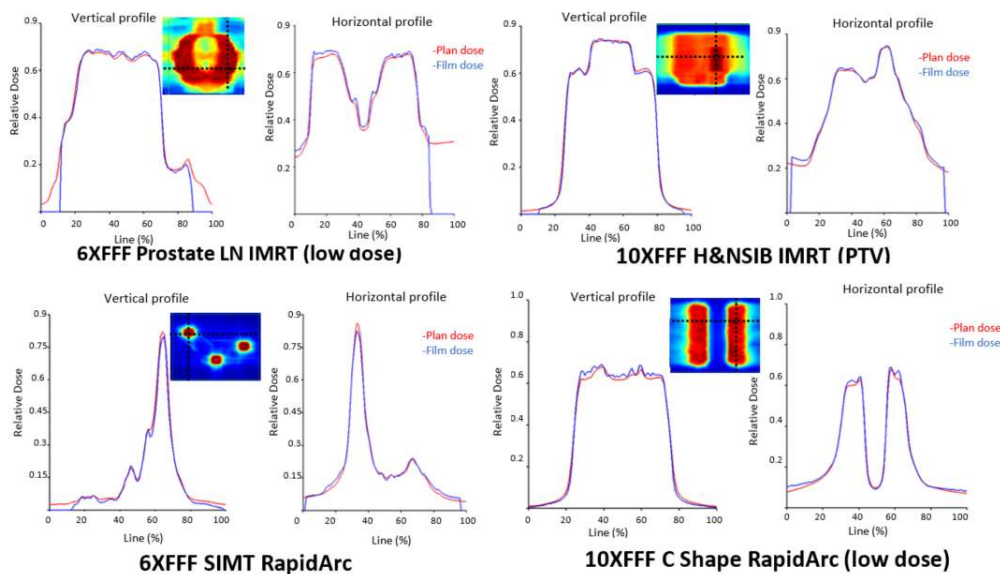 Vertical profile
Horizontal profile
0.9
0.7
0.6
0.4
0.2
0 20 40 60 80 100
Line (%)
Relative Dose
0.9
0.8
0.6
0.4
0.2
0 20 40 60 80 100
Line (%)
Relative Dose
-Plan dose
-Film dose
6XFFF Prostate LN IMRT (low dose)
Vertical profile
Horizontal profile
0.9
0.7
0.6
0.4
0.2
0 20 40 60 80 100
Line (%)
Relative Dose
0.9
0.6
0.4
0.2
0 20 40 60 80 100
Line (%)
Relative Dose
-Plan dose
-Film dose
10XFFF H&NSIB IMRT (PTV)
Vertical profile
Horizontal profile
0.9
0.75
0.6
0.45
0.3
0.15
0 20 40 60 80 100
Line (%)
Relative Dose
0.9
0.75
0.6
0.45
0.3
0.15
0 20 40 60 80 100
Line (%)
Relative Dose
-Plan dose
-Film dose
6XFFF SIMT RapidArc
Vertical profile
Horizontal profile
1.0
0.8
0.6
0.4
0.2
0 20 40 60 80 100
Line (%)
Relative Dose
1.0
0.8
0.6
0.4
0.2
0 20 40 60 80 100
Line (%)
Relative Dose
-Plan dose
-Film dose
10XFFF C Shape RapidArc (low dose)